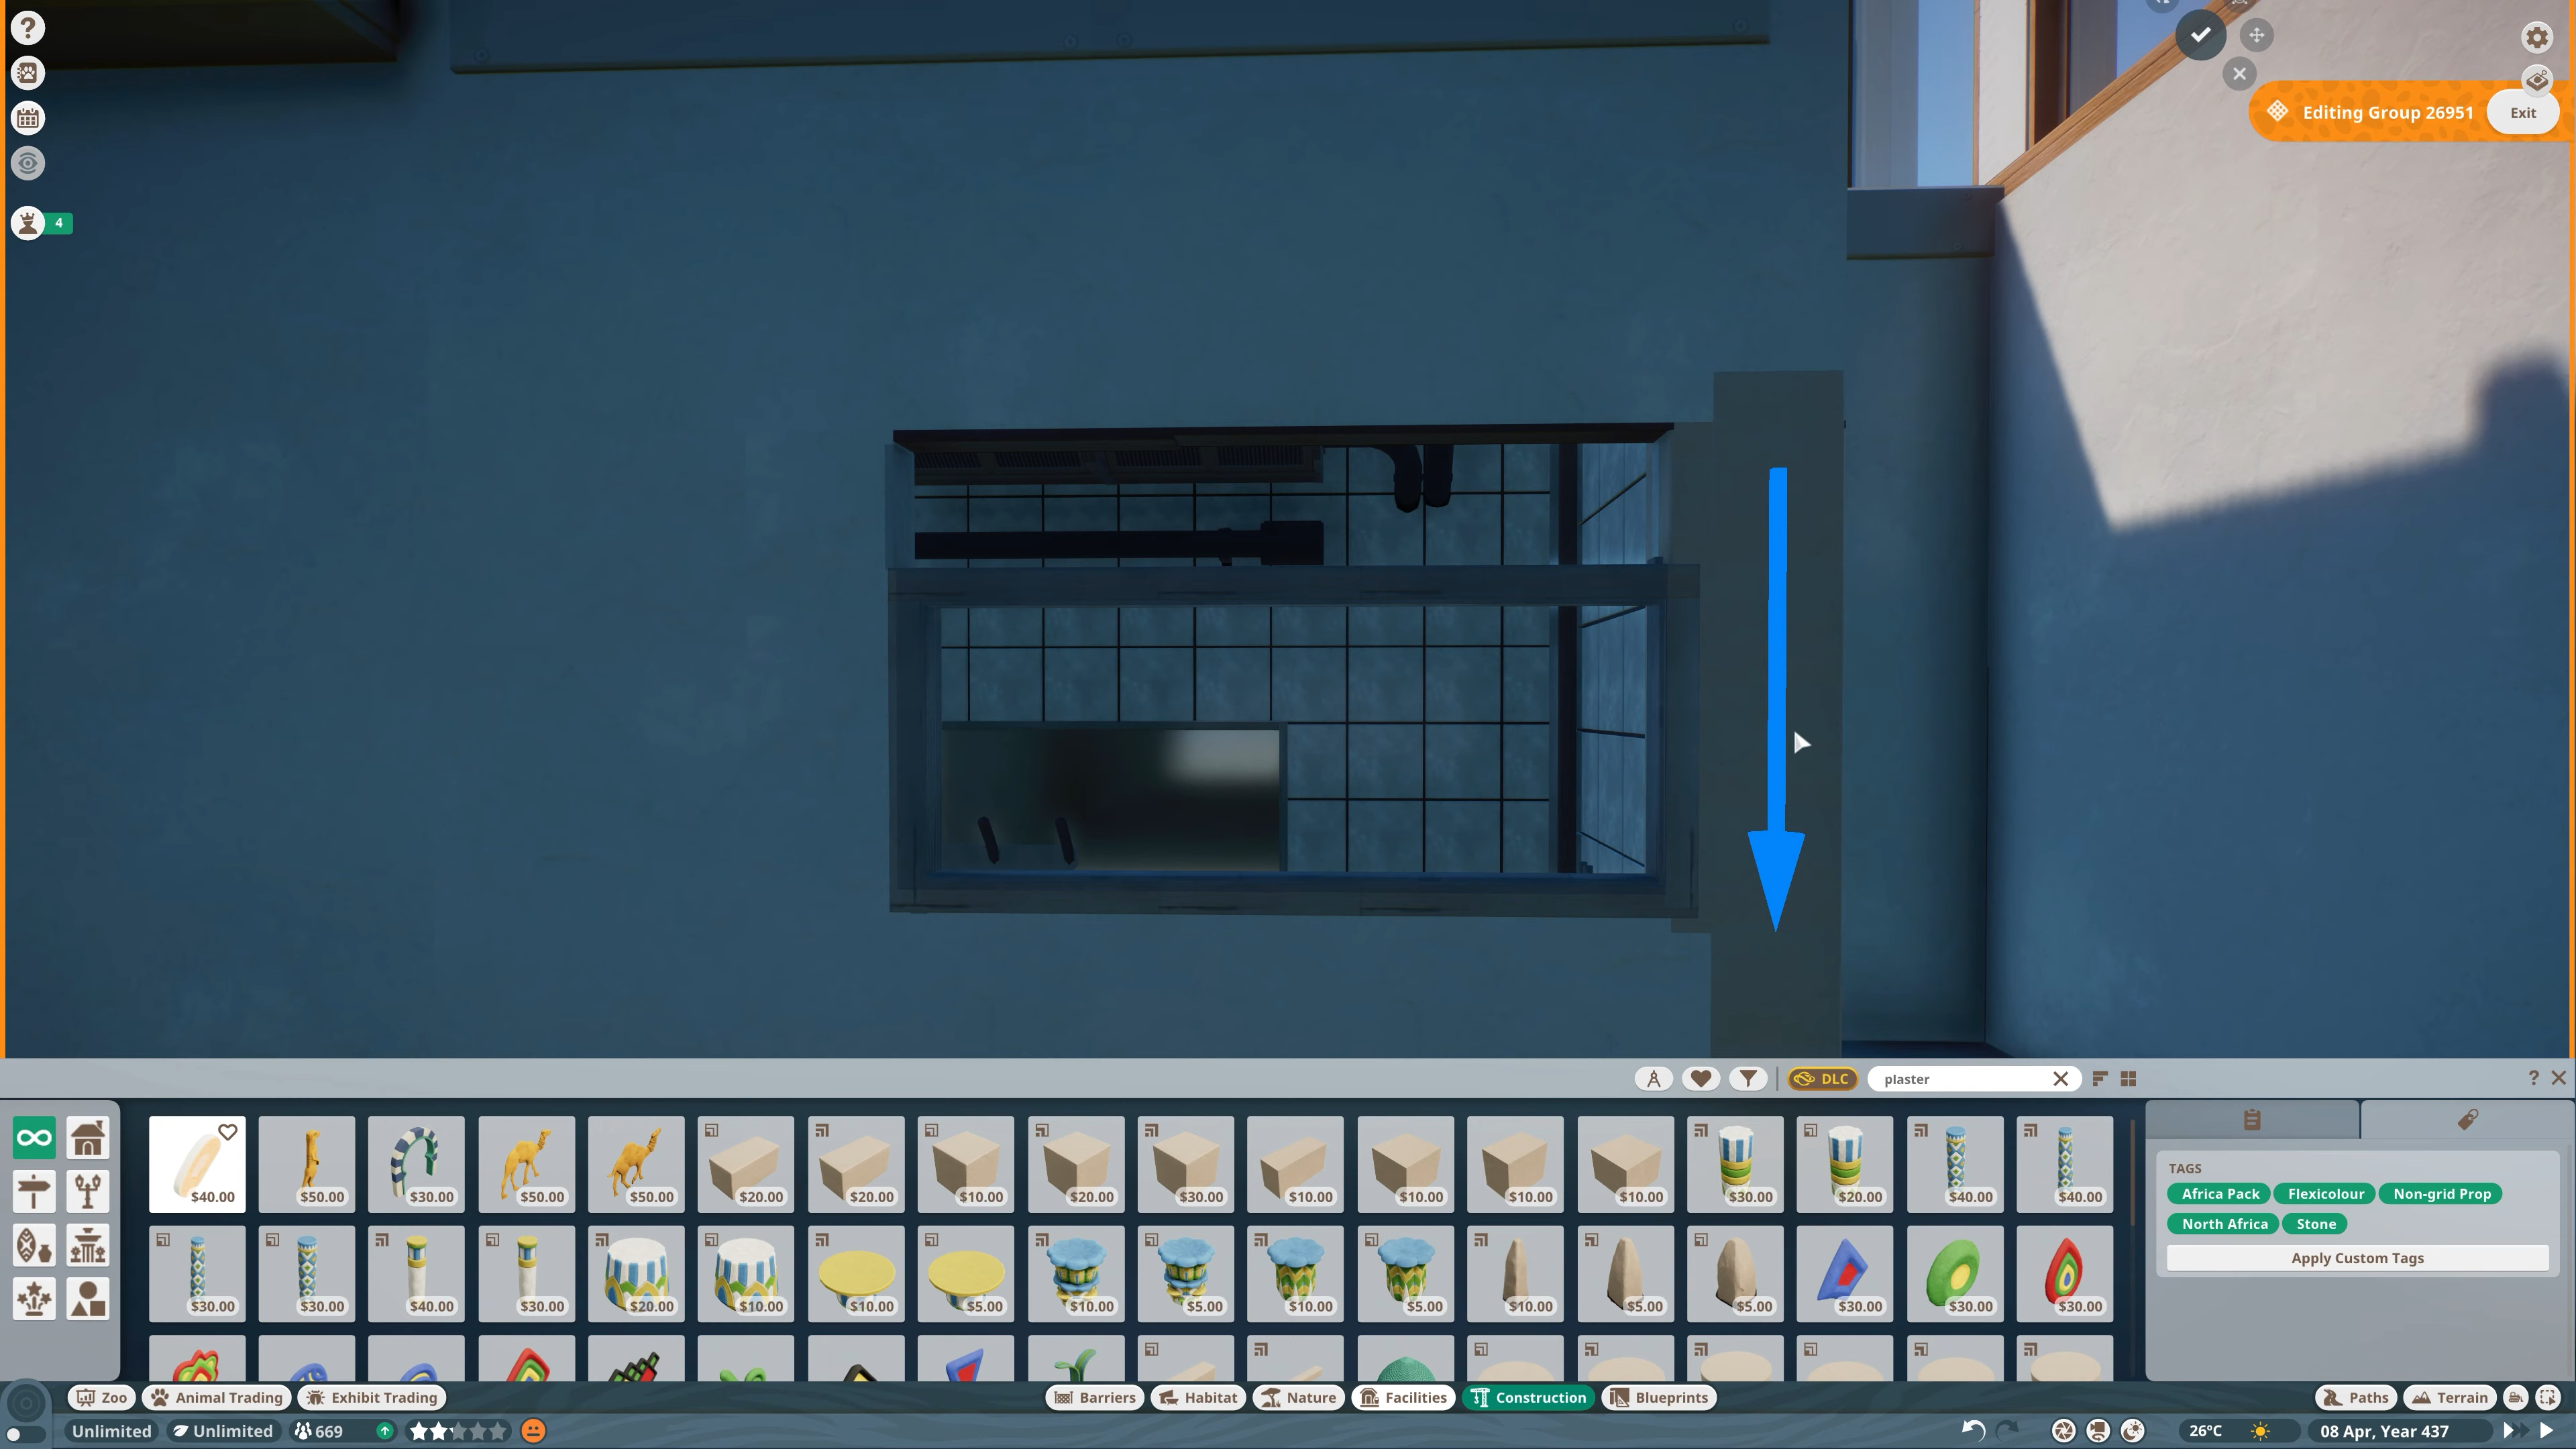 ?
Editing Group 26951
Exit
4
DLC
plaster
?
$40.00 $50.00 $30.00 $50.00 $50.00 $20.00 $20.00 $10.00 $20.00 $30.00 $10.00 $10.00 $10.00 $10.00 $30.00 $20.00 $40.00 $40.00
$30.00 $30.00 $40.00 $30.00 $20.00 $10.00 $10.00 $5.00 $10.00 $5.00 $10.00 $5.00 $10.00 $5.00 $5.00 $30.00 $30.00 $30.00
TAGS
Africa Pack Flexicolour Non-grid Prop
North Africa Stone
Apply Custom Tags
Zoo Animal Trading Exhibit Trading Barriers Habitat Nature Facilities Construction Blueprints Paths Terrain
Unlimited Unlimited 669 26°C 08 Apr, Year 437